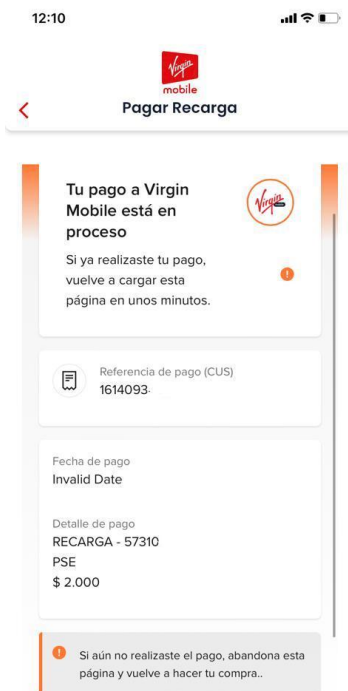 12:10
Virgin
mobile
Pagar Recarga
Tu pago a Virgin
Mobile está en
proceso
Virgin
Si ya realizaste tu pago,
vuelve a cargar esta
página en unos minutos.
Referencia de pago (CUS)
1614093
Fecha de pago
Invalid Date
Detalle de pago
RECARGA - 57310
PSE
$ 2.000
Si aún no realizaste el pago, abandona esta
página y vuelve a hacer tu compra..